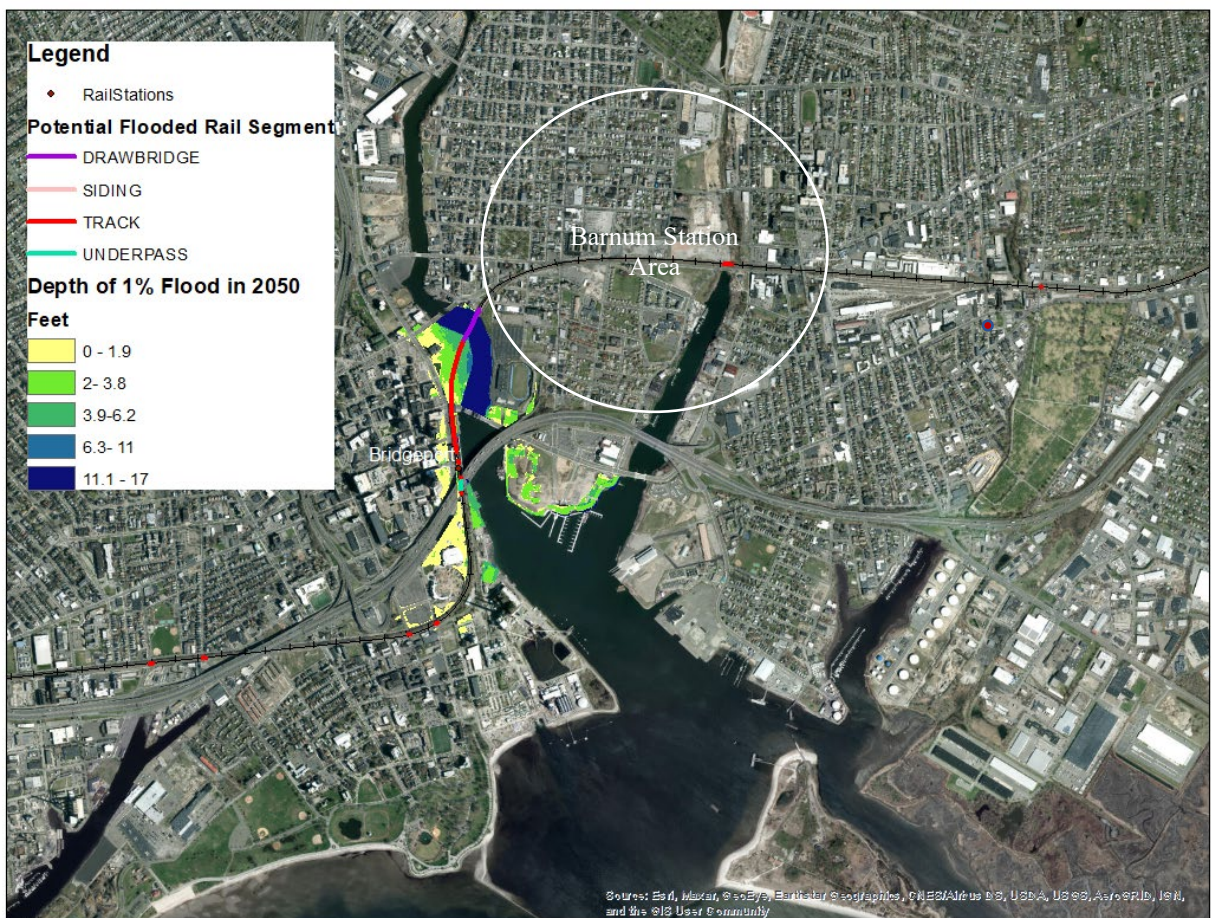 Legend
RailStations
Potential Flooded Rail Segment
DRAWBRIDGE
SIDING
TRACK
UNDERPASS
Depth of 1% Flood in 2050
Feet
0 - 1.9
2- 3.8
3.9-6.2
6.3- 11
11.1 - 17
Barnum Station
Area
Bridgeport
Source: Esri, Maxar, GeoEye, Earthstar Geographics, CNES/Airbus DS, USDA, USGS, AeroGRID, IGN,
and the GIS User Community